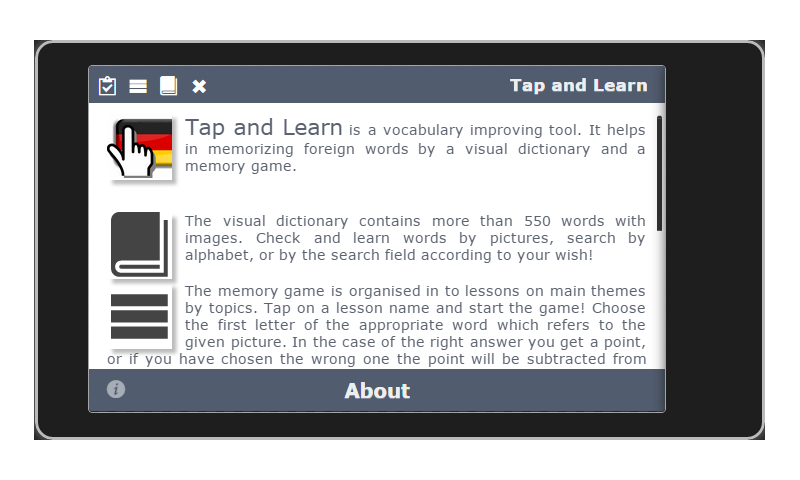 Tap and Learn
Tap and Learn is a vocabulary improving tool. It helps
in memorizing foreign words by a visual dictionary and a
memory game.
The visual dictionary contains more than 550 words with
images. Check and learn words by pictures, search by
alphabet, or by the search field according to your wish!
The memory game is organised in to lessons on main themes
by topics. Tap on a lesson name and start the game! Choose
the first letter of the appropriate word which refers to the
given picture. In the case of the right answer you get a point,
or if you have chosen the wrong one the point will be subtracted from
i
About